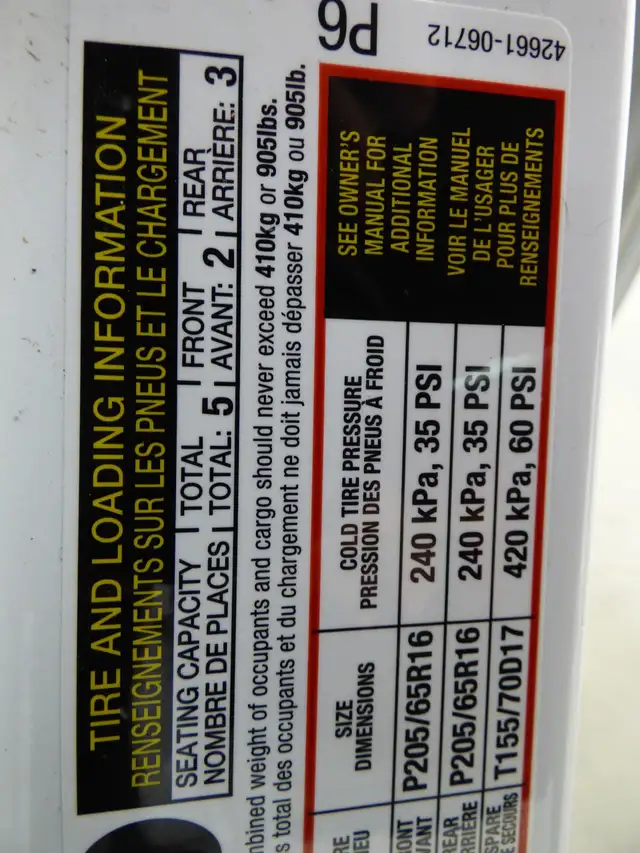 TIRE AND LOADING INFORMATION
RENSEIGNEMENTS SUR LES PNEUS ET LE CHARGEMENT
SEATING CAPACITY | TOTAL | FRONT | REAR
NOMBRE DE PLACES | TOTAL: 5 | AVANT: 2 | ARRIÈRE: 3
mbined weight of occupants and cargo should never exceed 410kg or 905lbs.
s total des occupants et du chargement ne doit jamais dépasser 410kg ou 905lb.
RE SIZE COLD TIRE PRESSURE
EU DIMENSIONS PRESSION DES PNEUS À FROID
ONT
VANT P205/65R16 240 kPa, 35 PSI
REAR
RRIÈRE P205/65R16 240 kPa, 35 PSI
SPARE
E SECOURS T155/70D17 420 kPa, 60 PSI
SEE OWNER'S
MANUAL FOR
ADDITIONAL
INFORMATION
VOIR LE MANUEL
DE L'USAGER
POUR PLUS DE
RENSEIGNEMENTS
P6
42661-06712